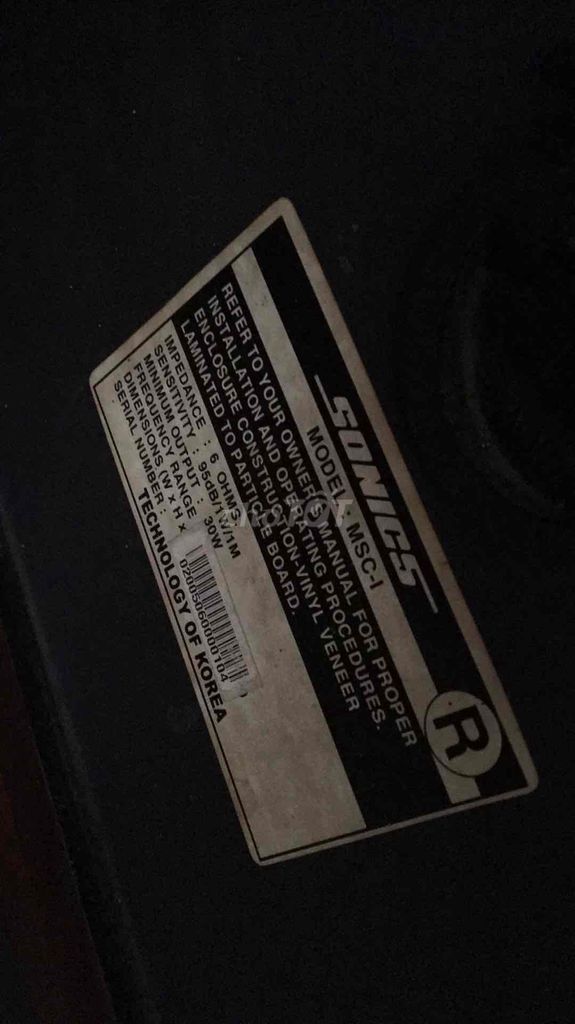 SONICS
MODEL : MSC-I
R
REFER TO YOUR OWNERS MANUAL FOR PROPER
INSTALLATION AND OPERATING PROCEDURES.
ENCLOSURE CONSTRUCTION-VINYL VENEER
LAMINATED TO PARTICLE BOARD.
IMPEDANCE : 6 OHMS
SENSITIVITY : 95dB/1W/1M
MINIMUM OUTPUT : 30W
FREQUENCY RANGE
DIMENSIONS (W x H x
SERIAL NUMBER :
02005060000104
TECHNOLOGY OF KOREA